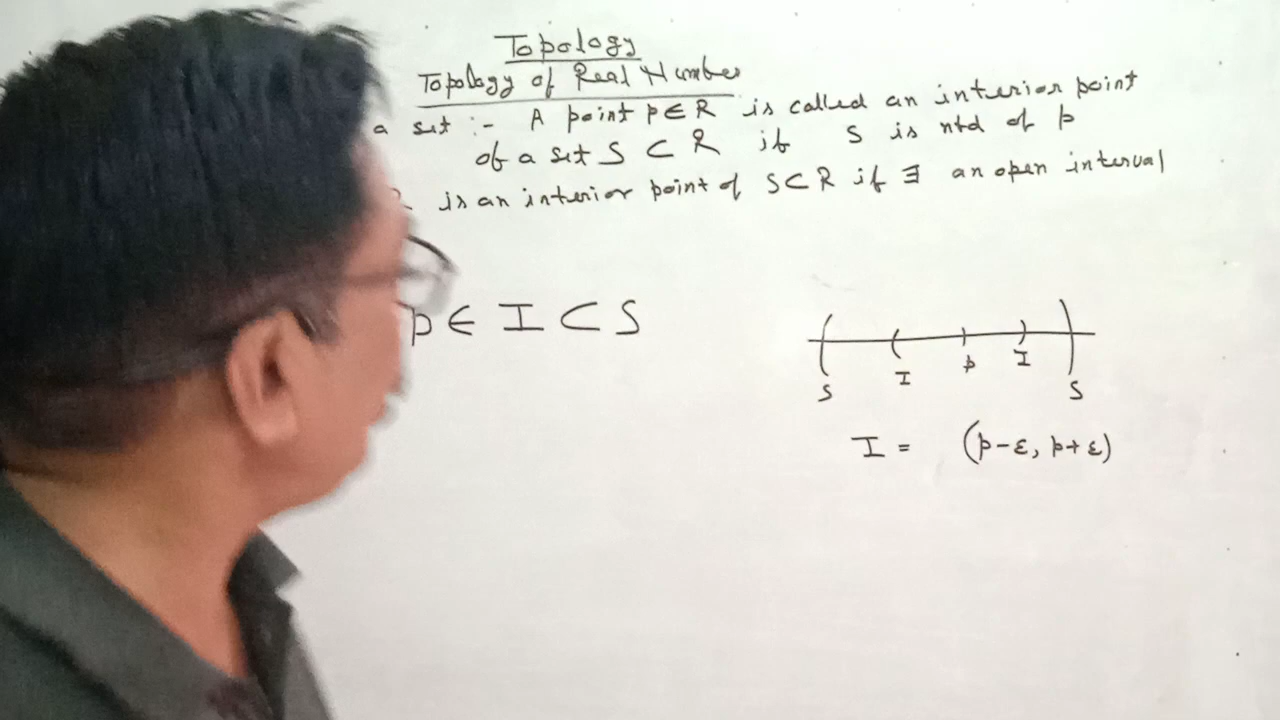 Topology
Topology of Real Number
a set :- A point p∈R is called an interior point
of a set S ⊂ R if S is nbd of p
is an interior point of S⊂R if ∃ an open interval
p ∈ I ⊂ S
S I p I S
I = (p-ε, p+ε)